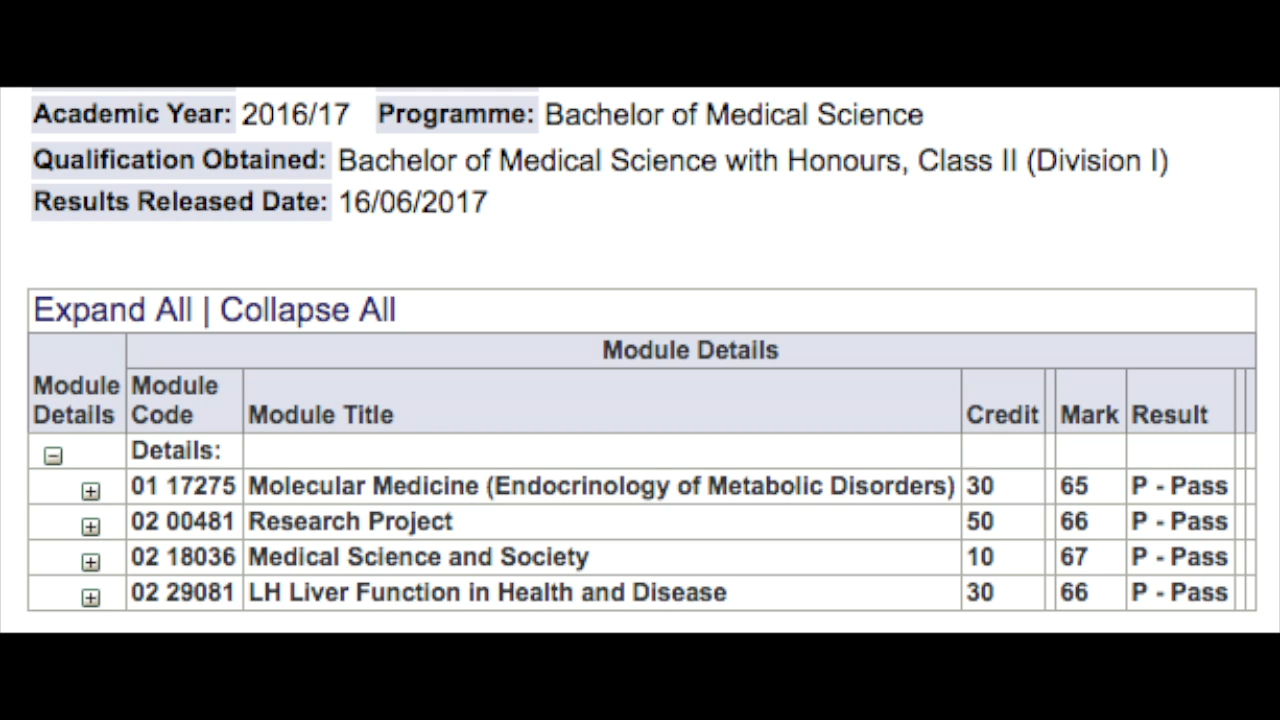 Academic Year: 2016/17 Programme: Bachelor of Medical Science
Qualification Obtained: Bachelor of Medical Science with Honours, Class II (Division I)
Results Released Date: 16/06/2017
Expand All | Collapse All
Module Details
Module Details Module Code Module Title Credit Mark Result
Details:
01 17275 Molecular Medicine (Endocrinology of Metabolic Disorders) 30 65 P - Pass
02 00481 Research Project 50 66 P - Pass
02 18036 Medical Science and Society 10 67 P - Pass
02 29081 LH Liver Function in Health and Disease 30 66 P - Pass